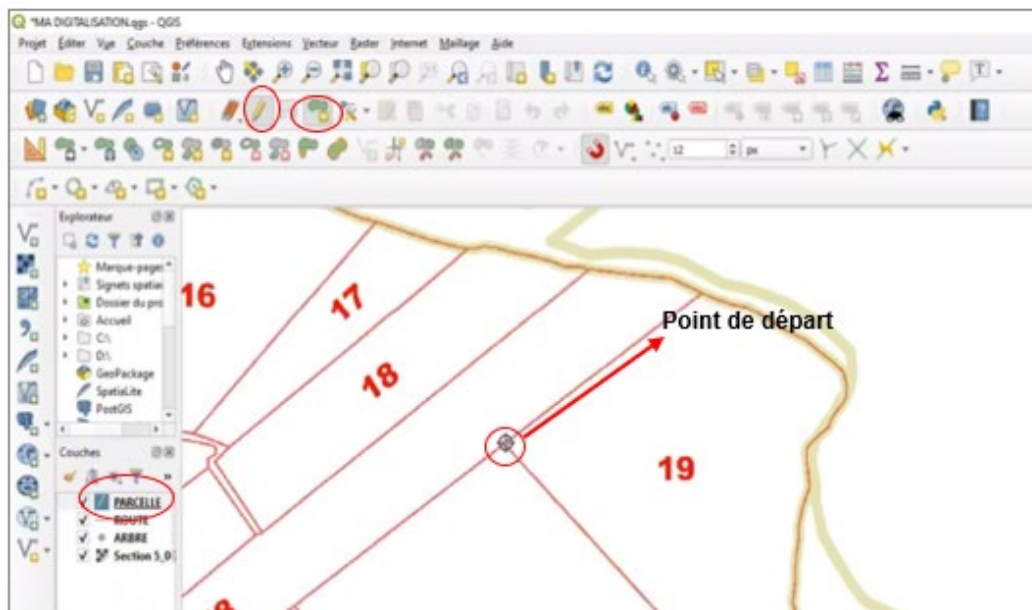 *MA DIGITALISATION.qgs - QGIS
Projet Éditer Vue Couche Préférences Extensions Vecteur Raster Internet Maillage Aide
12 px
Explorateur
Marque-pages
Signets spatia
Dossier du pro
Accueil
C:\
D:\
GeoPackage
SpatiaLite
PostGIS
Couches
PARCELLE
ROUTE
ARBRE
Section 5_0
16
17
18
Point de départ
19